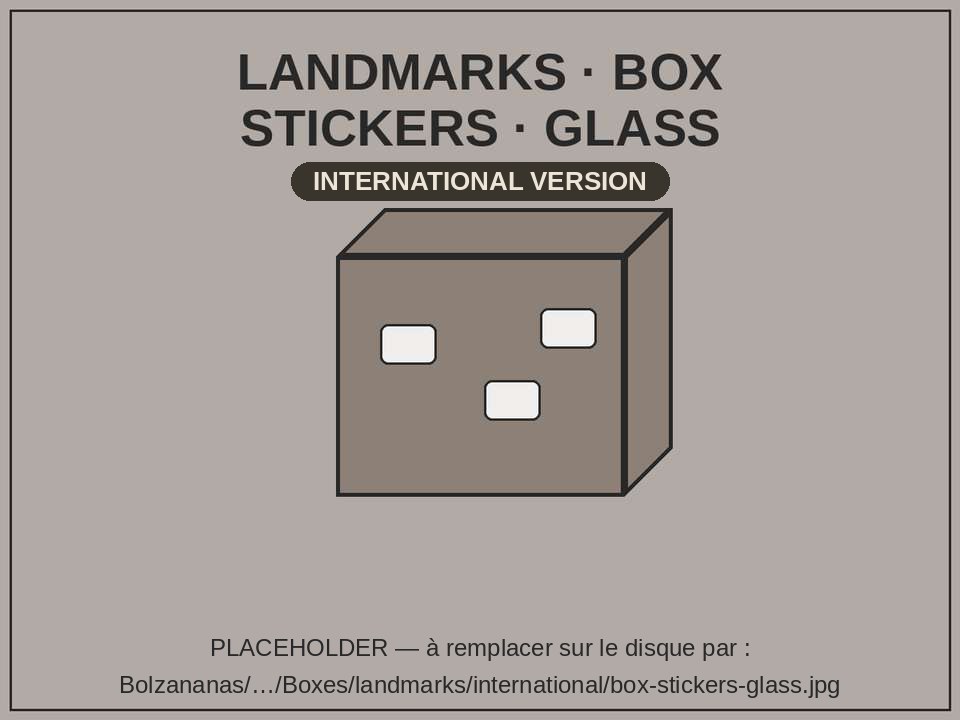 LANDMARKS · BOX
STICKERS · GLASS
INTERNATIONAL VERSION
PLACEHOLDER — à remplacer sur le disque par :
Bolzananas/…/Boxes/landmarks/international/box-stickers-glass.jpg